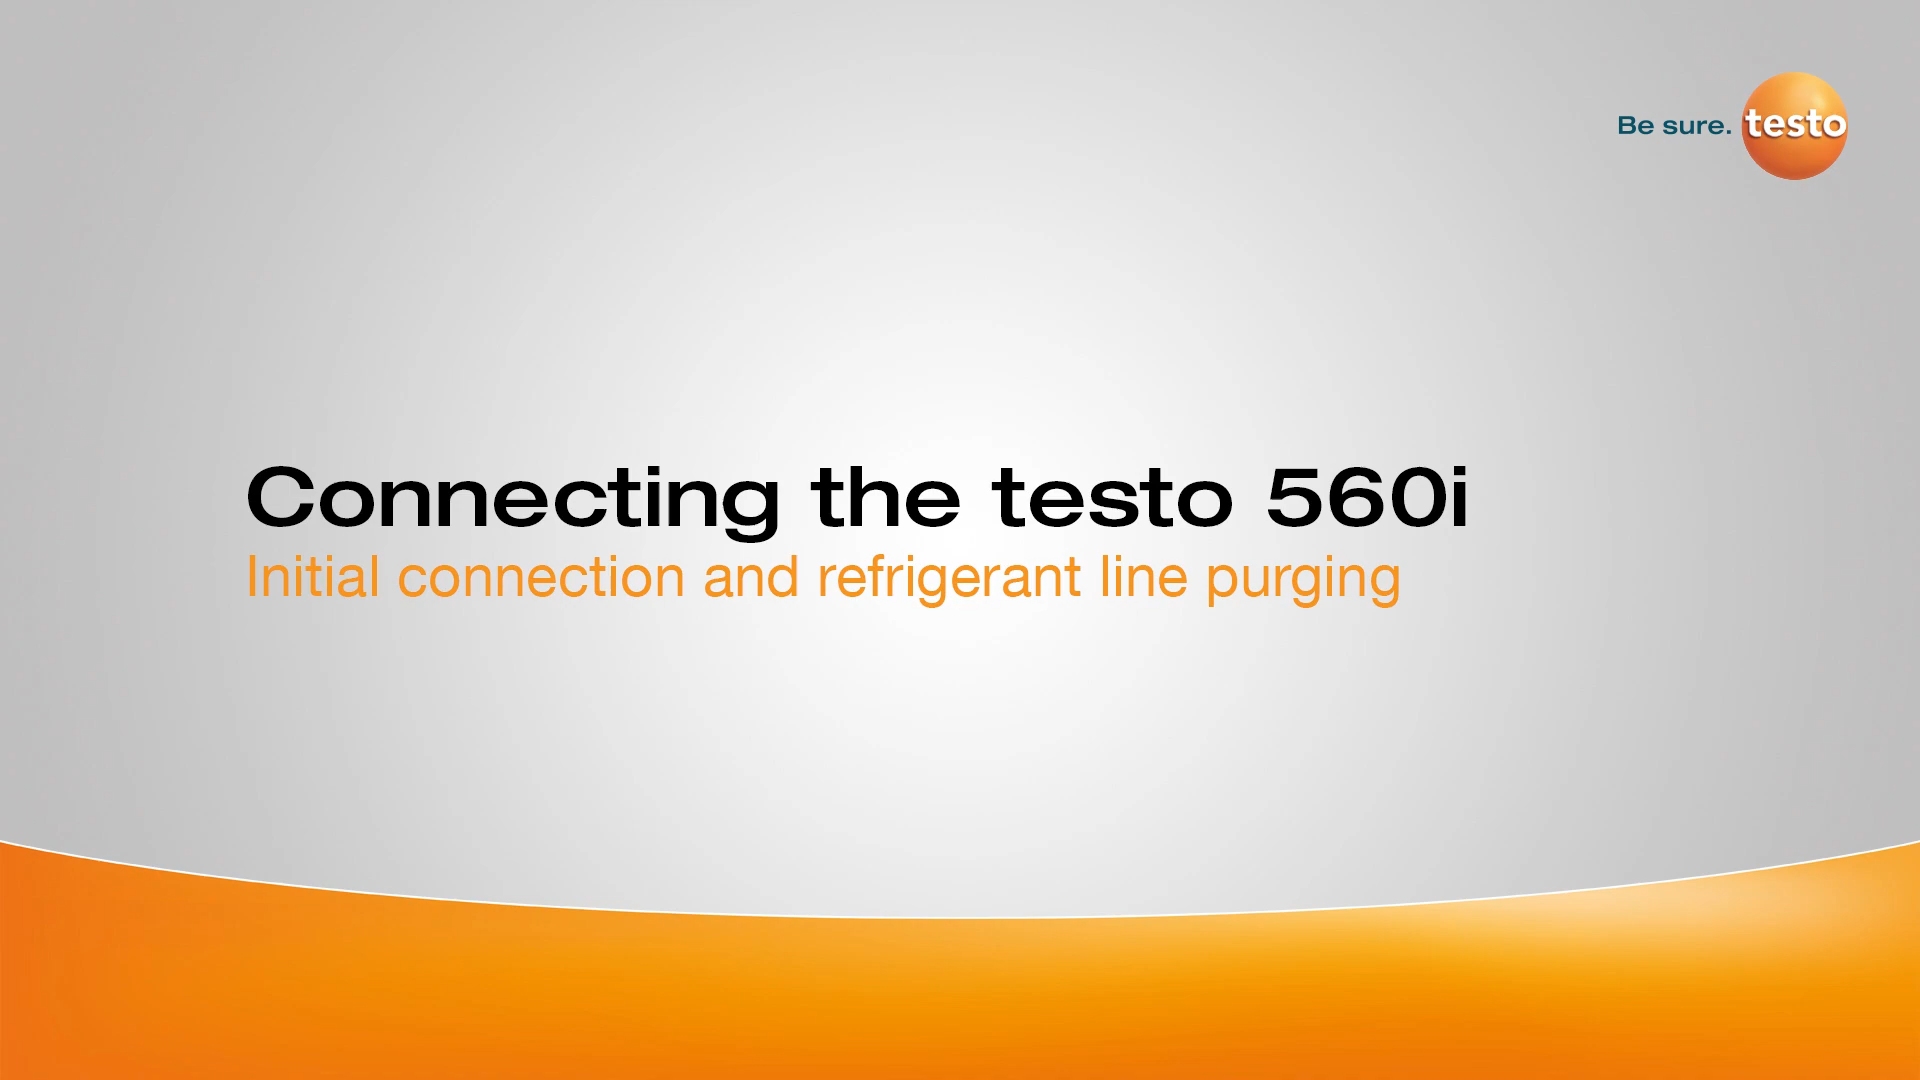 Be sure. testo
Connecting the testo 560i
Initial connection and refrigerant line purging